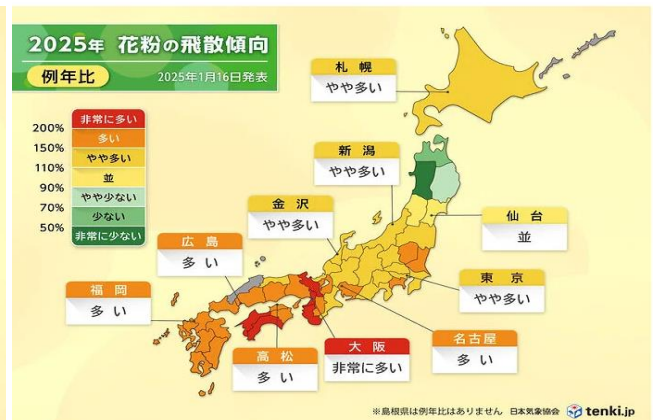 2025年 花粉の飛散傾向
例年比
2025年1月16日発表
非常に多い
200%
多い
150%
やや多い
110%
並
90%
やや少ない
70%
少ない
50%
非常に少ない
札幌
やや多い
新潟
やや多い
金沢
やや多い
仙台
並
広島
多い
東京
やや多い
福岡
多い
名古屋
多い
高松
多い
大阪
非常に多い
※島根県は例年比はありません 日本気象協会 tenki.jp